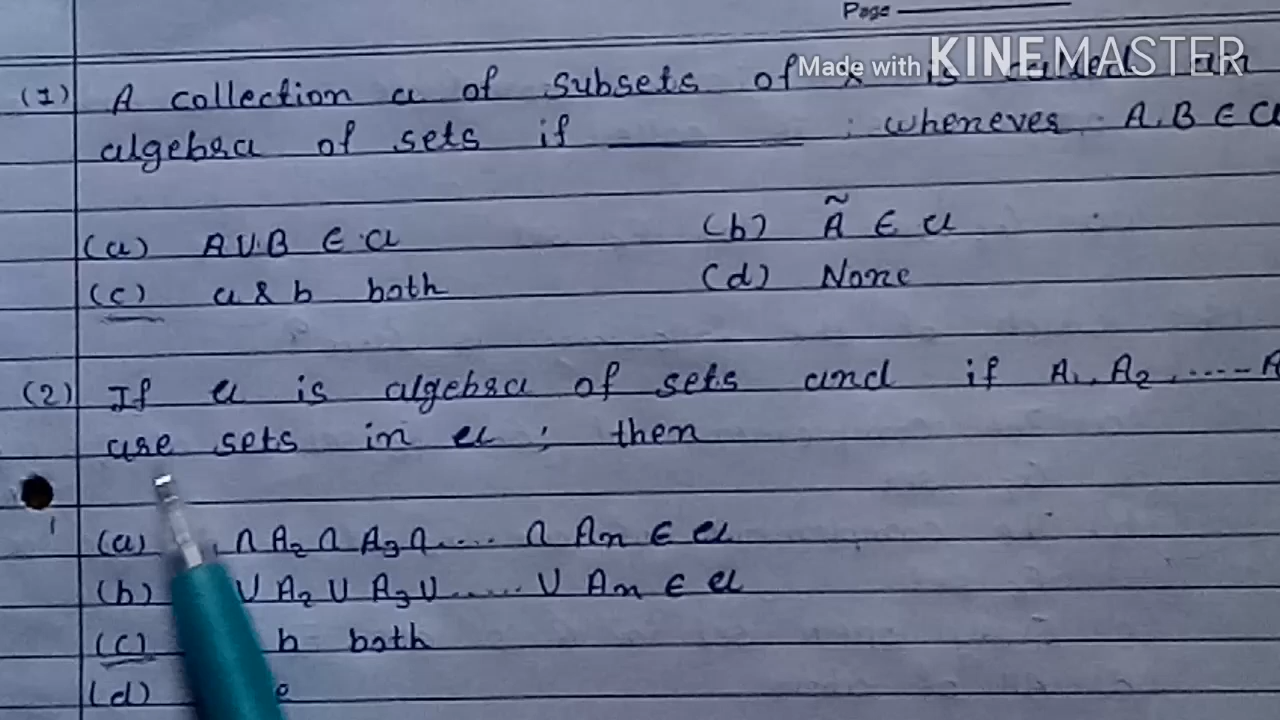 Page
Made with KINEMASTER
(1) A collection a of subsets of x is called an
algebra of sets if ; whenever A, B ∈ a
(a) A ∪ B ∈ a (b) Ã ∈ a
(c) a & b both (d) None
(2) If a is algebra of sets and if A₁, A₂, ..... A
are sets in a ; then
(a) ∩ A₂ ∩ A₃ ∩ .... ∩ An ∈ a
(b) ∪ A₂ ∪ A₃ ∪ ..... ∪ An ∈ a
(c) b both
(d) e